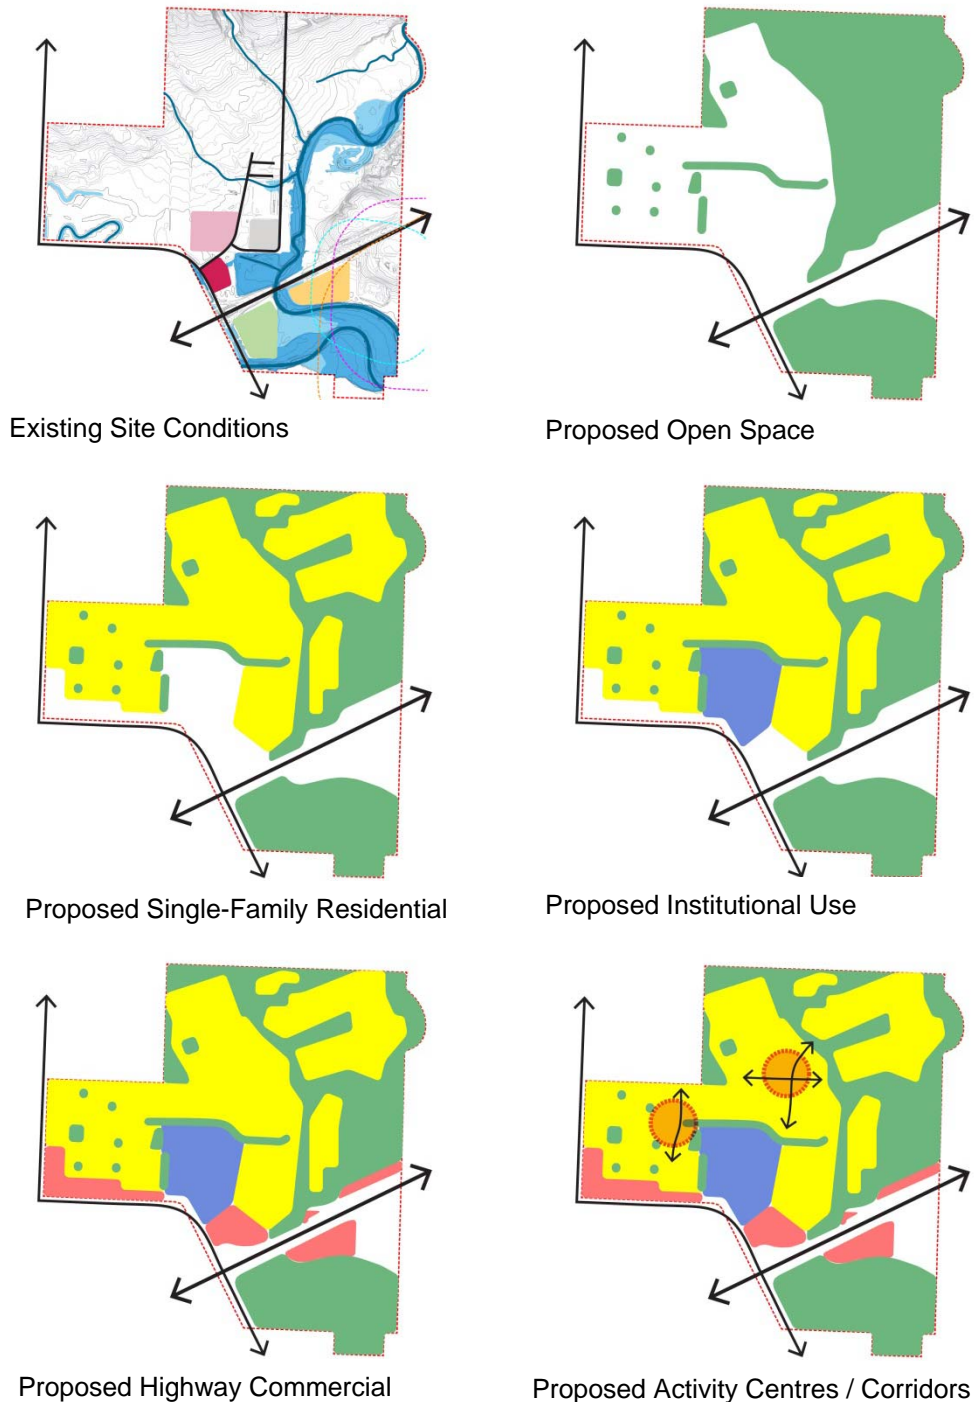 Existing Site Conditions
Proposed Open Space
Proposed Single-Family Residential
Proposed Institutional Use
Proposed Highway Commercial
Proposed Activity Centres / Corridors